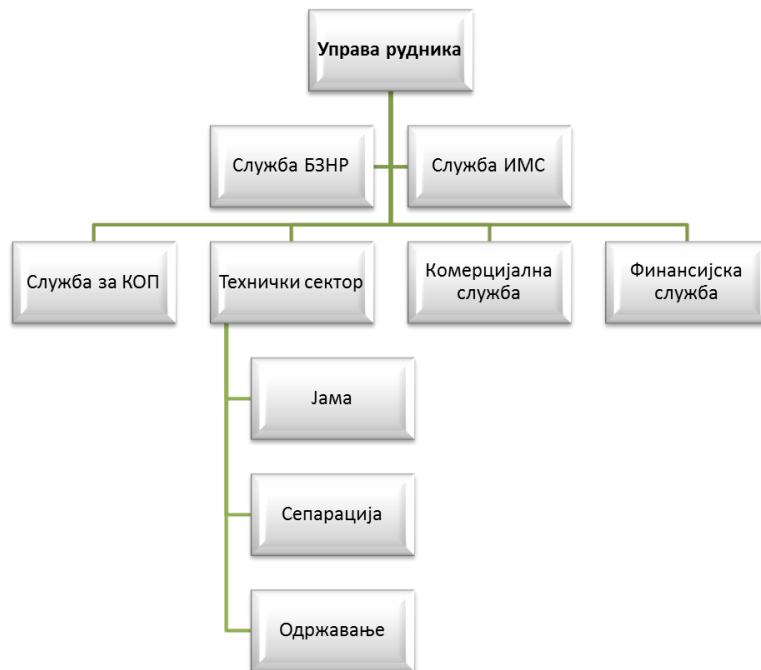 Управа рудника
Служба БЗНР
Служба ИМС
Служба за КОП
Технички сектор
Комерцијална
служба
Финансијска
служба
Јама
Сепарација
Одржавање